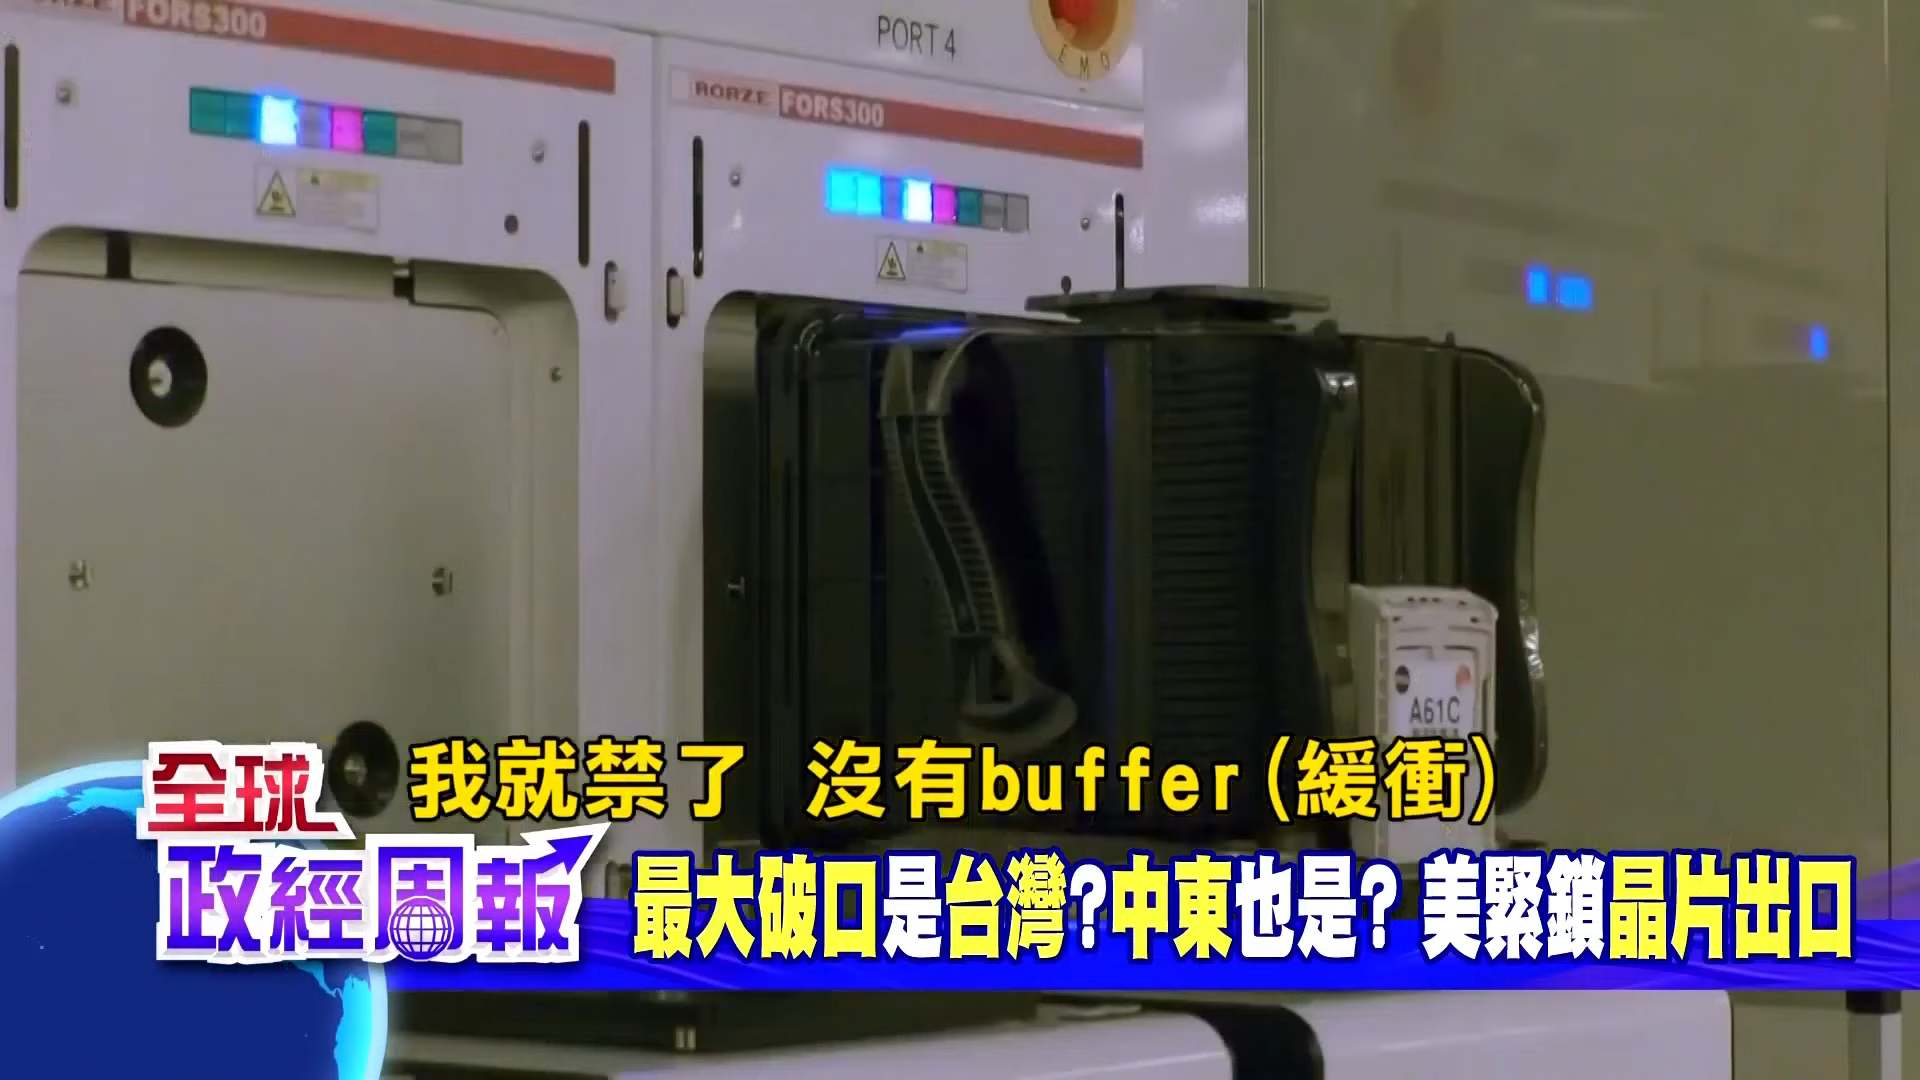 RORZE FORS300
PORT 4
EMO
RORZE FORS300
A61C
我就禁了 沒有buffer(緩衝)
全球
政經周報
最大破口是台灣?中東也是? 美緊鎖晶片出口